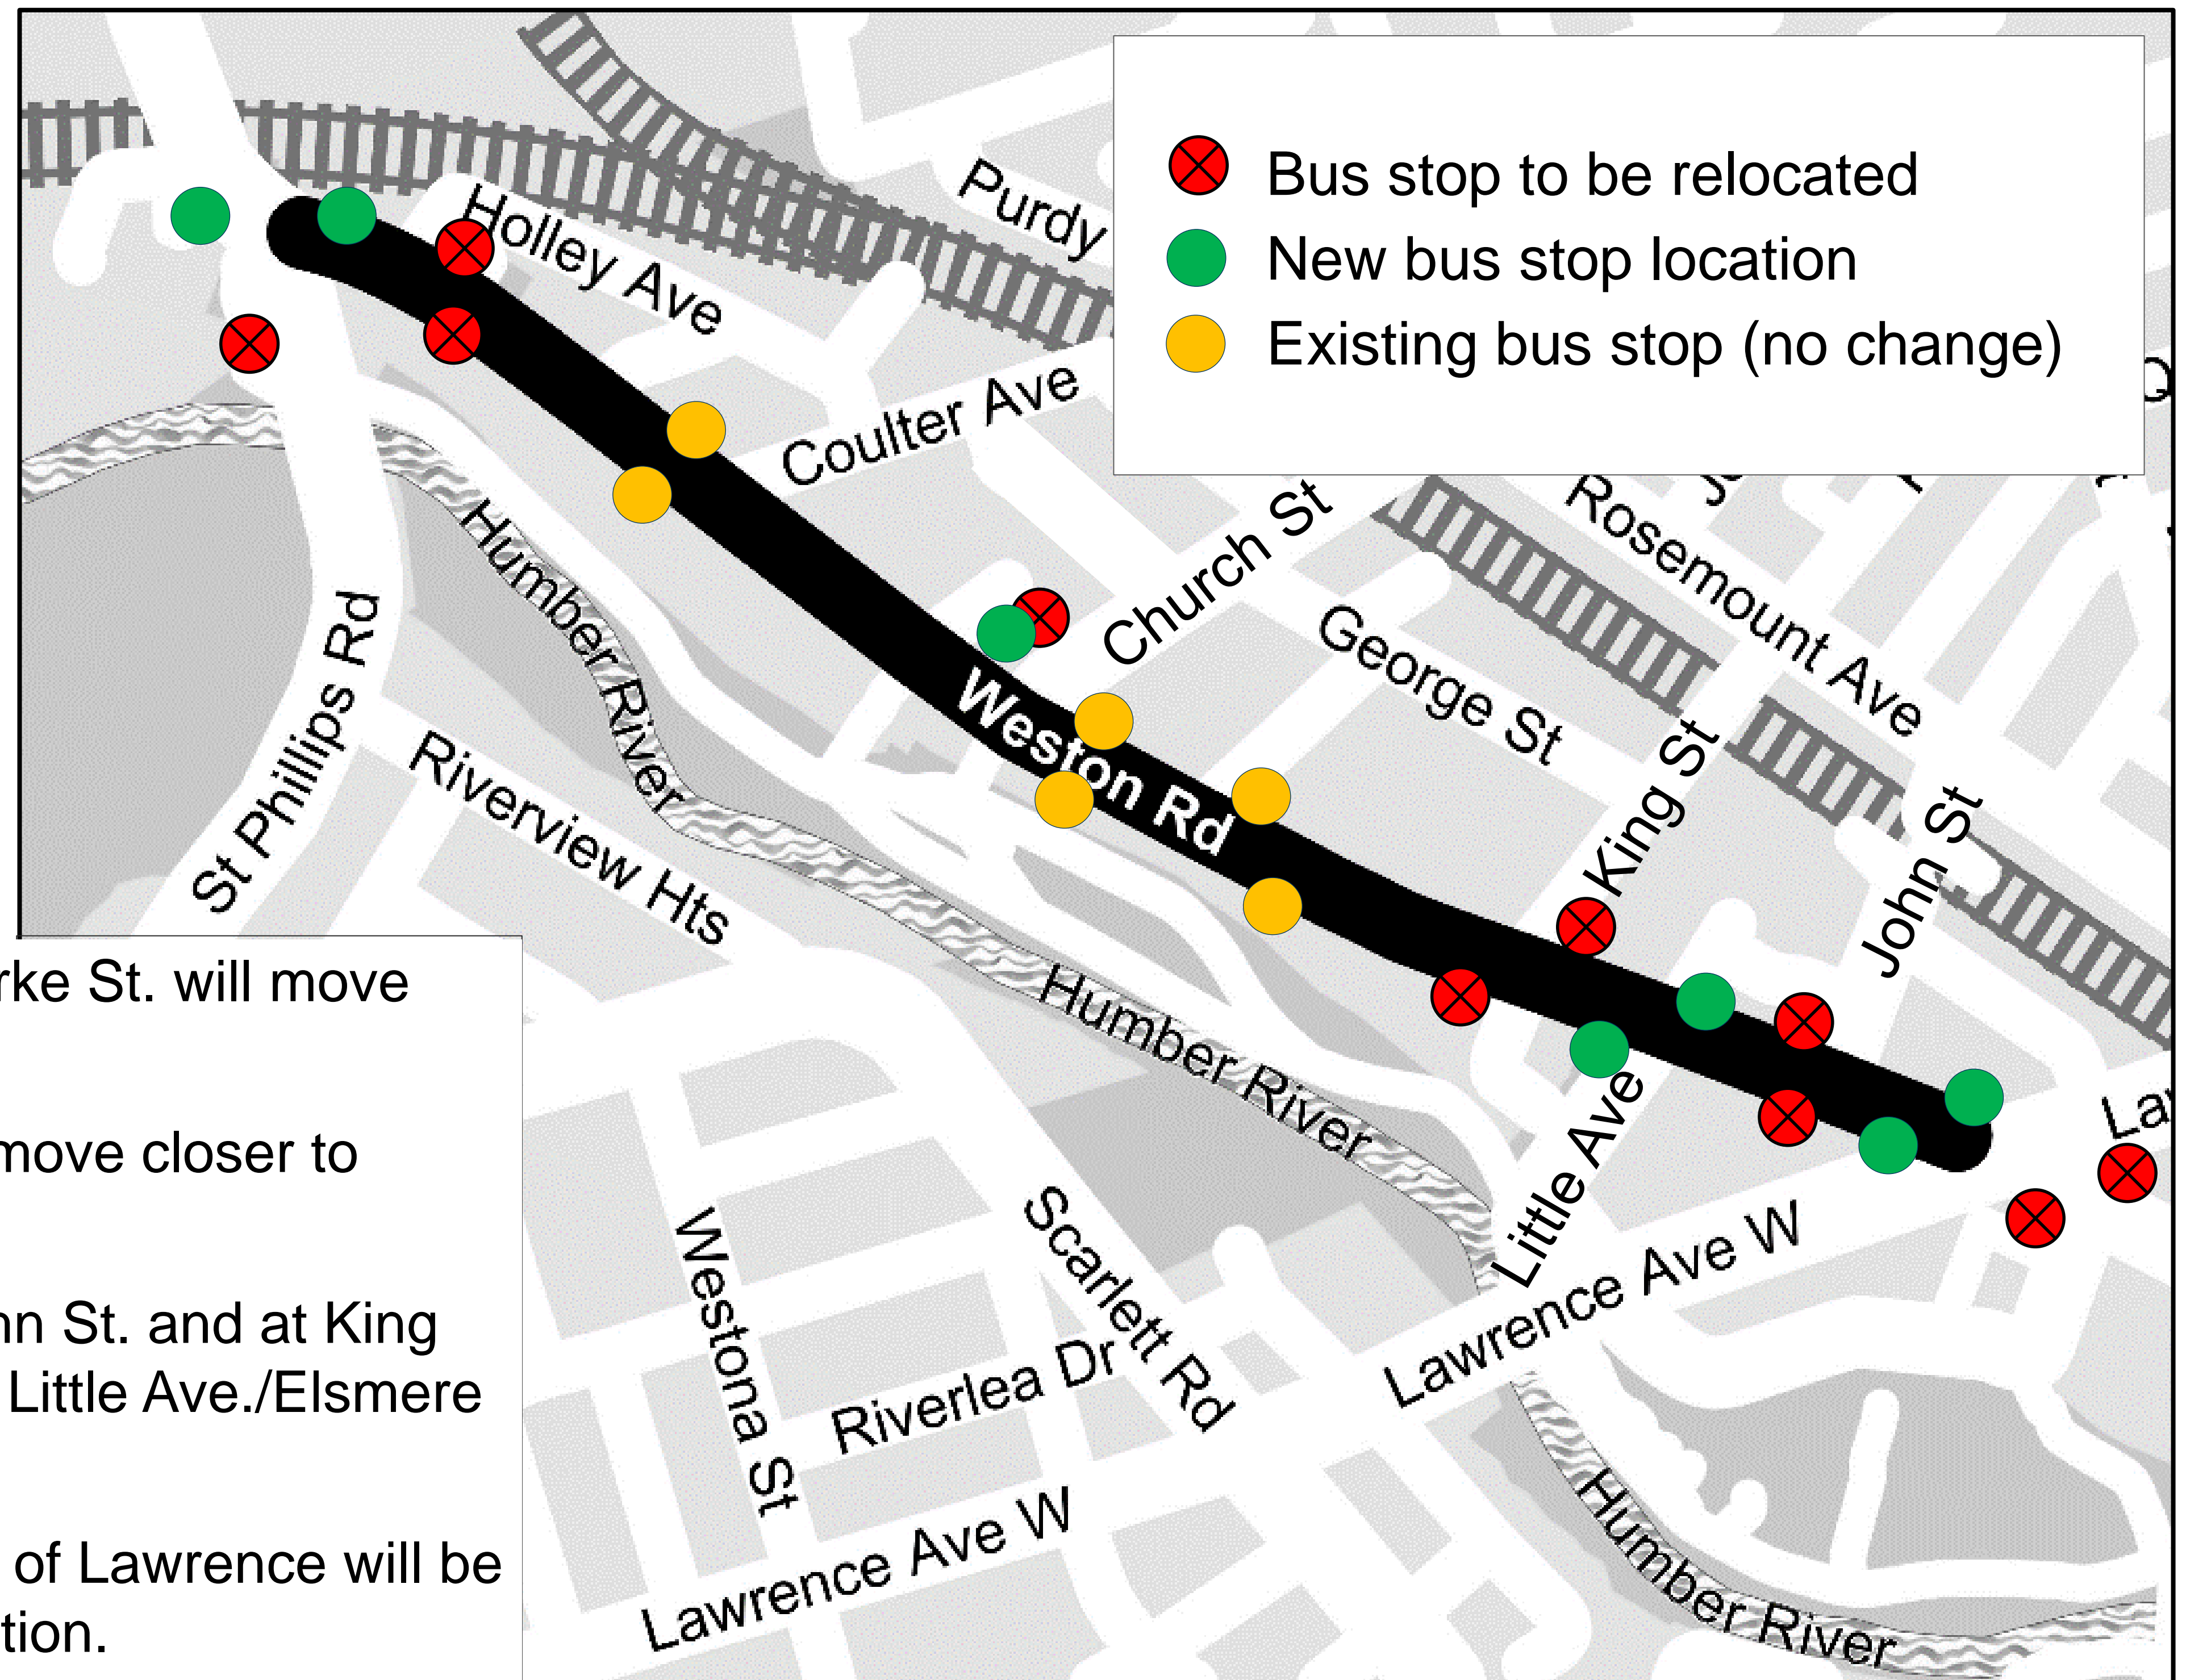 Bus stop to be relocated
New bus stop location
Existing bus stop (no change)
Purdy
Holley Ave
Coulter Ave
Church St
Rosemount Ave
George St
Humber River
Weston Rd
St Phillips Rd
Riverview Hts
King St
John St
Humber River
Little Ave
Lawrence Ave W
Scarlett Rd
Westona St
Riverlea Dr
Lawrence Ave W
Humber River
rke St. will move
move closer to
nn St. and at King
Little Ave./Elsmere
of Lawrence will be
tion.